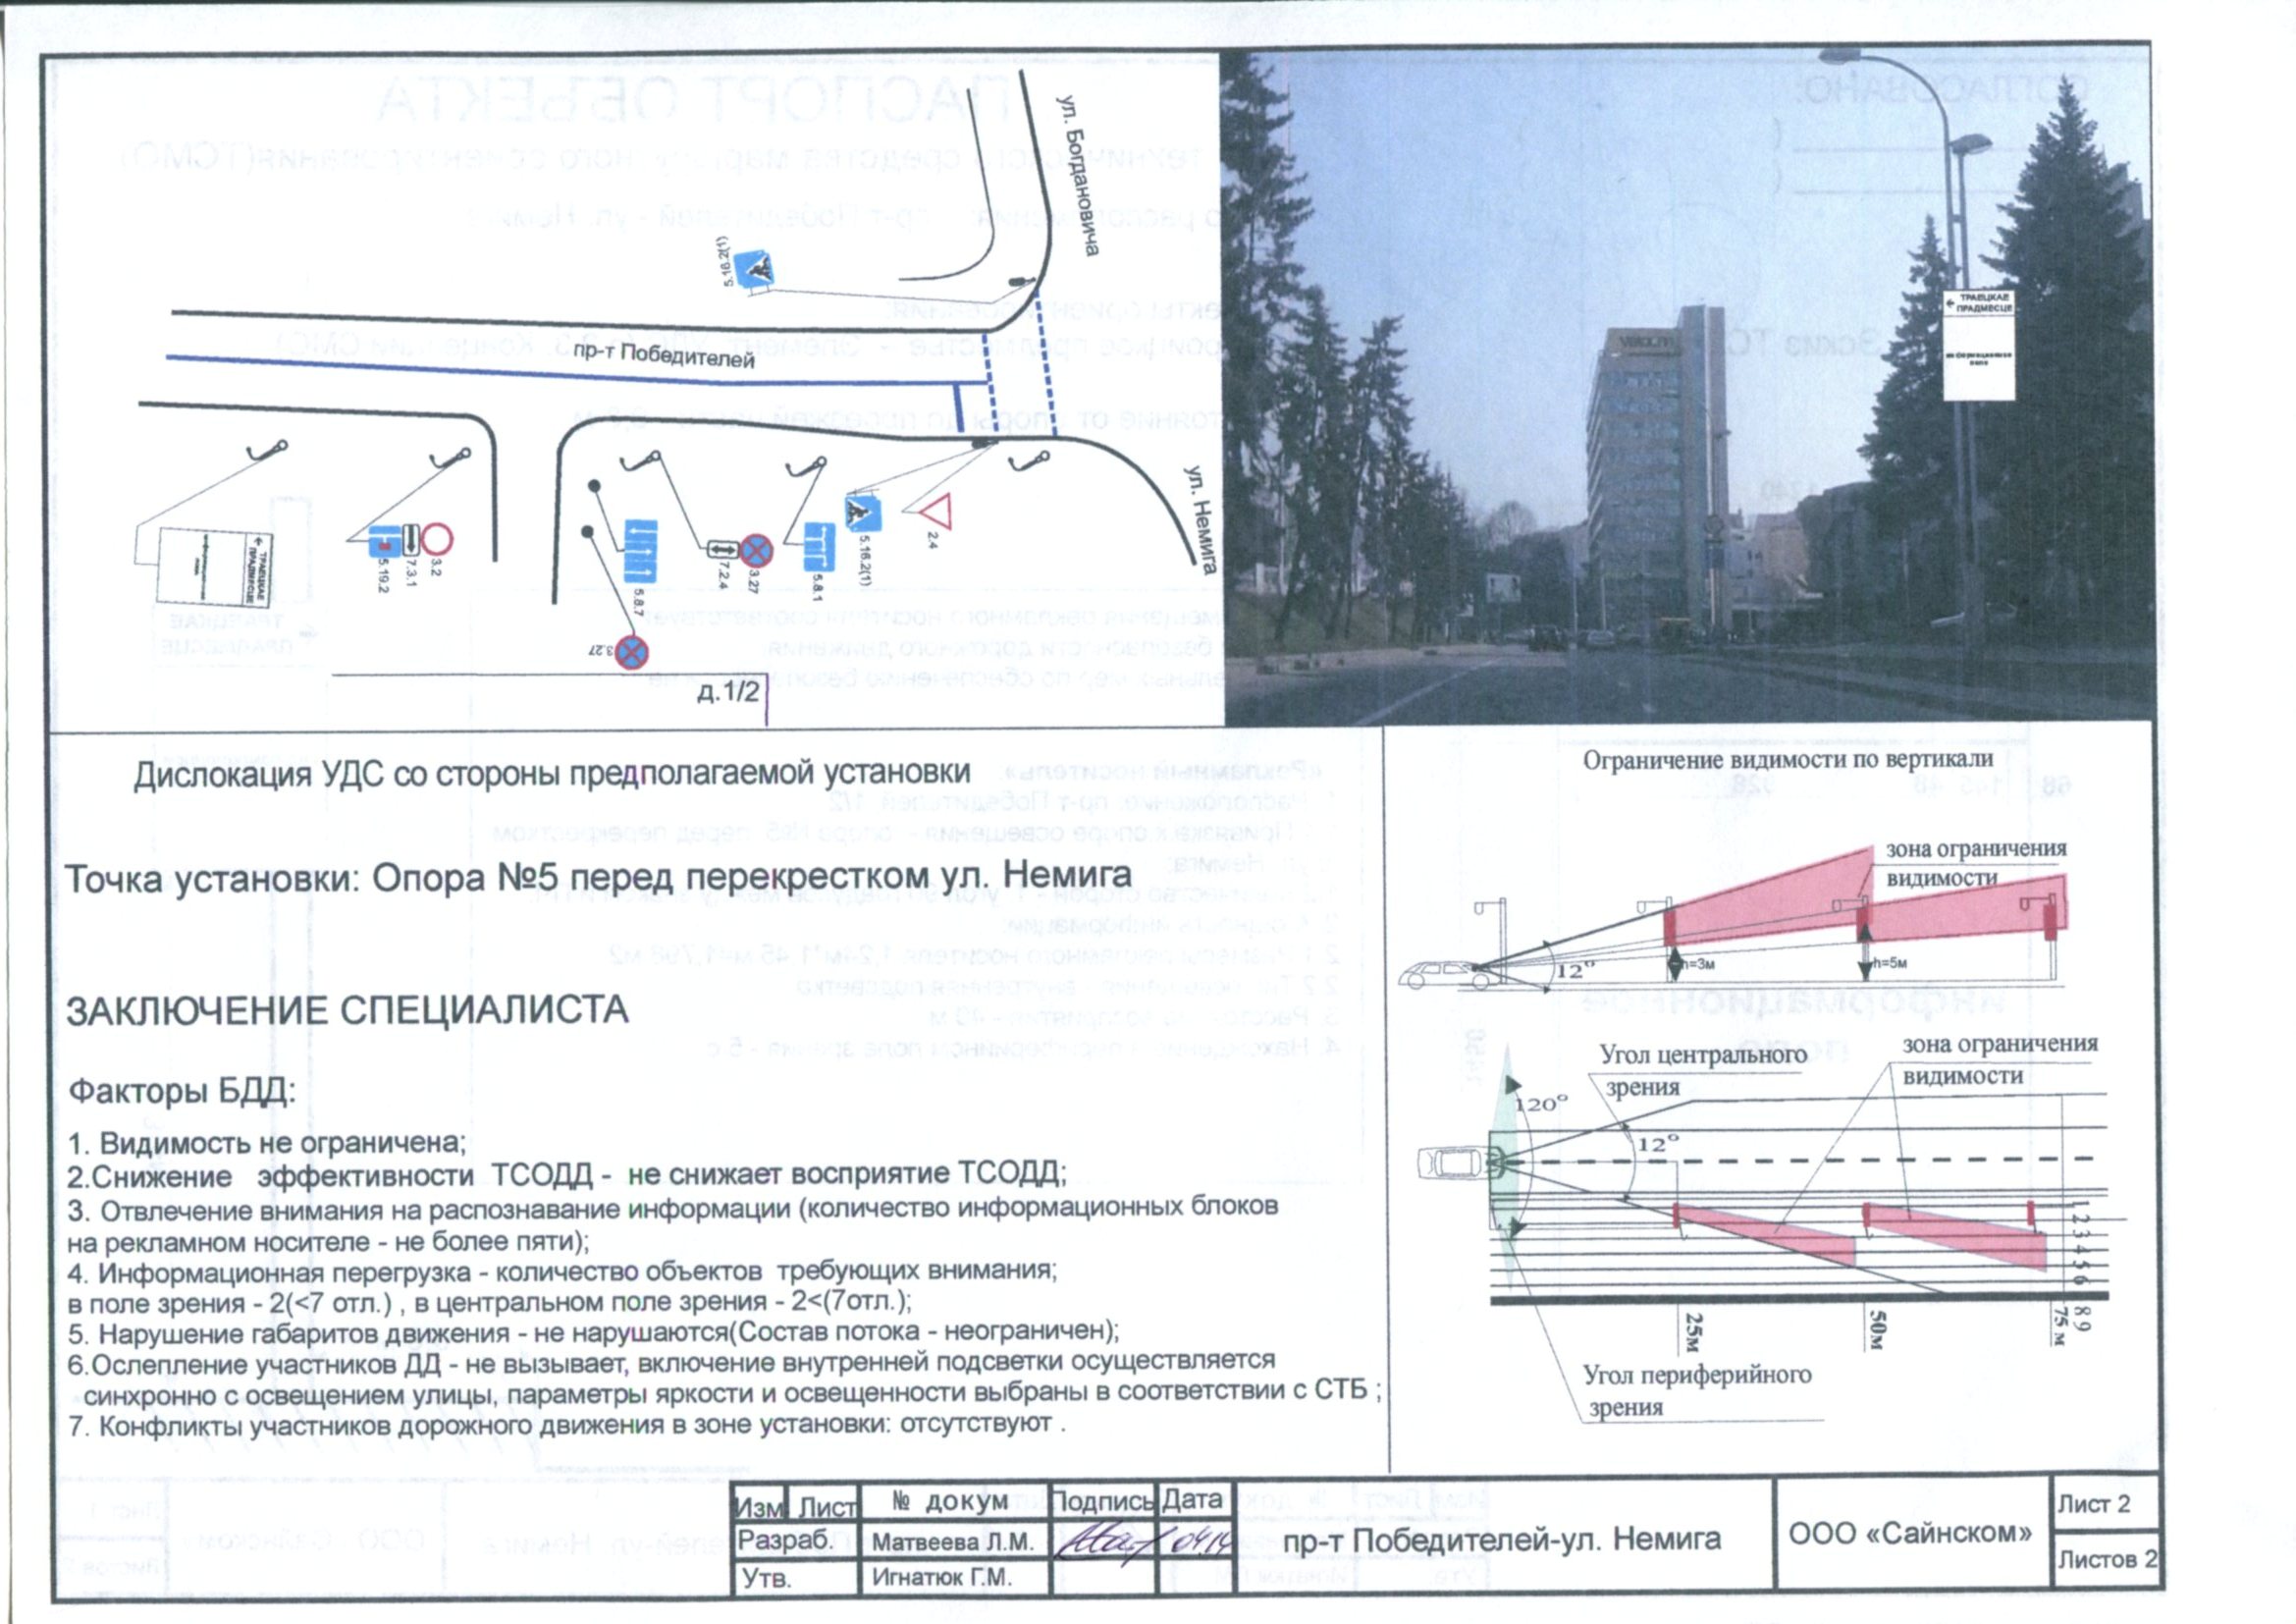 ул. Богдановича
5.16.2(1)
пр-т Победителей
ул. Немига
ТРАЕЦКАЕ
ПРАДМЕСЦЕ
5.19.2
7.3.1
3.2
5.8.7
3.27
7.2.4
3.27
5.8.1
5.16.2(1)
2.4
д.1/2
ТРАЕЦКАЕ
ПРАДМЕСЦЕ
информационное
поле
Дислокация УДС со стороны предполагаемой установки
Точка установки: Опора №5 перед перекрестком ул. Немига
ЗАКЛЮЧЕНИЕ СПЕЦИАЛИСТА
Факторы БДД:
1. Видимость не ограничена;
2.Снижение эффективности ТСОДД - не снижает восприятие ТСОДД;
3. Отвлечение внимания на распознавание информации (количество информационных блоков
на рекламном носителе - не более пяти);
4. Информационная перегрузка - количество объектов требующих внимания;
в поле зрения - 2(<7 отл.) , в центральном поле зрения - 2<(7отл.);
5. Нарушение габаритов движения - не нарушаются(Состав потока - неограничен);
6.Ослепление участников ДД - не вызывает, включение внутренней подсветки осуществляется
синхронно с освещением улицы, параметры яркости и освещенности выбраны в соответствии с СТБ ;
7. Конфликты участников дорожного движения в зоне установки: отсутствуют .
Ограничение видимости по вертикали
зона ограничения
видимости
12°
h=3м
h=5м
Угол центрального
зрения
зона ограничения
видимости
120°
12°
1 2 3 4 5 6
8 9
25м
50м
75 м
Угол периферийного
зрения
Изм Лист № докум Подпись Дата
Разраб. Матвеева Л.М. 04.14
Утв. Игнатюк Г.М.
пр-т Победителей-ул. Немига
ООО «Сайнском»
Лист 2
Листов 2